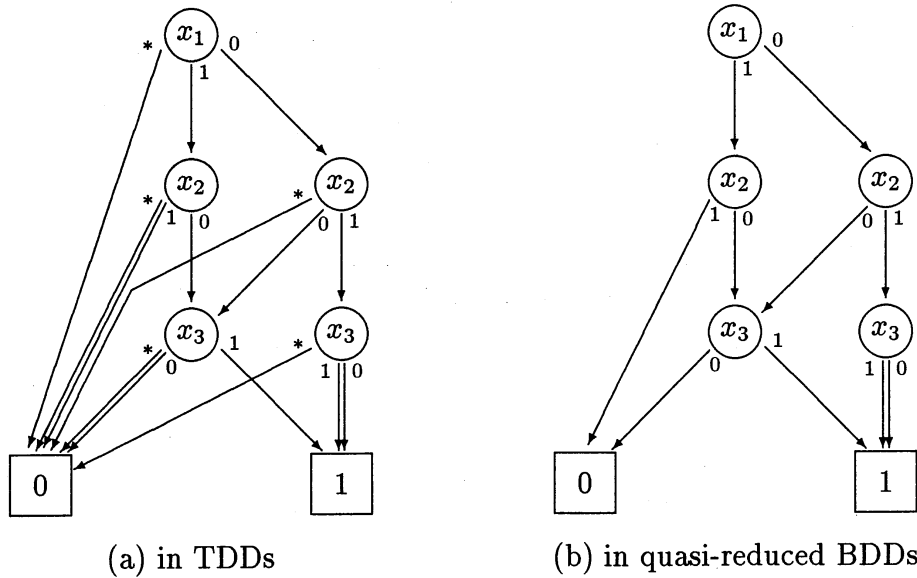 x1
* 0
1
x2 x2
* 1 0 * 0 1
x3 x3
* 0 1 * 1 0
0 1
(a) in TDDs
x1
0
1
x2 x2
1 0 0 1
x3 x3
0 1 1 0
0 1
(b) in quasi-reduced BDDs